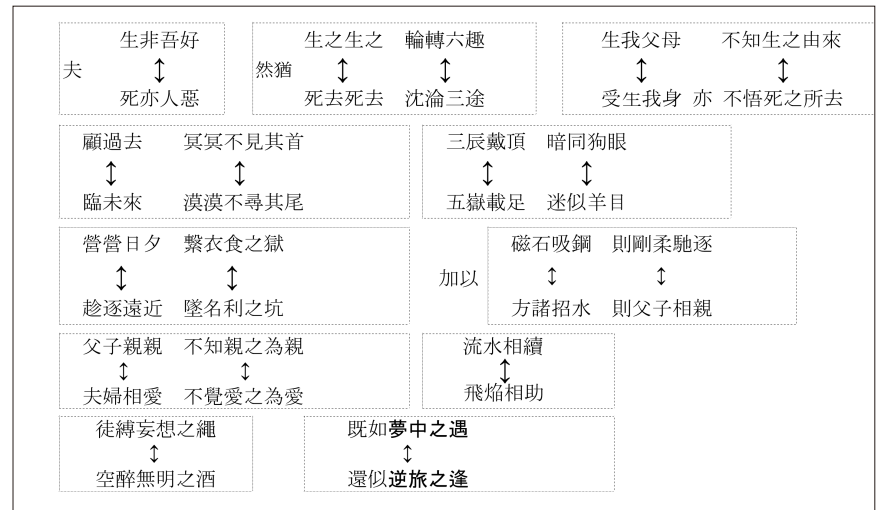 生非吾好 生之生之 輪轉六趣 生我父母 不知生之由來
夫 ↕ 然猶 ↕ ↕ ↕ ↕
死亦人惡 死去死去 沈淪三途 受生我身 亦 不悟死之所去
顧過去 冥冥不見其首 三辰戴頂 暗同狗眼
↕ ↕ ↕ ↕
臨未來 漠漠不尋其尾 五嶽載足 迷似羊目
營營日夕 繫衣食之獄 磁石吸鋼 則剛柔馳逐
↕ ↕ 加以 ↕ ↕
趁逐遠近 墜名利之坑 方諸招水 則父子相親
父子親親 不知親之為親 流水相續
↕ ↕ ↕
夫婦相愛 不覺愛之為愛 飛焰相助
徒縛妄想之繩 既如夢中之遇
↕ ↕
空醉無明之酒 還似逆旅之逢